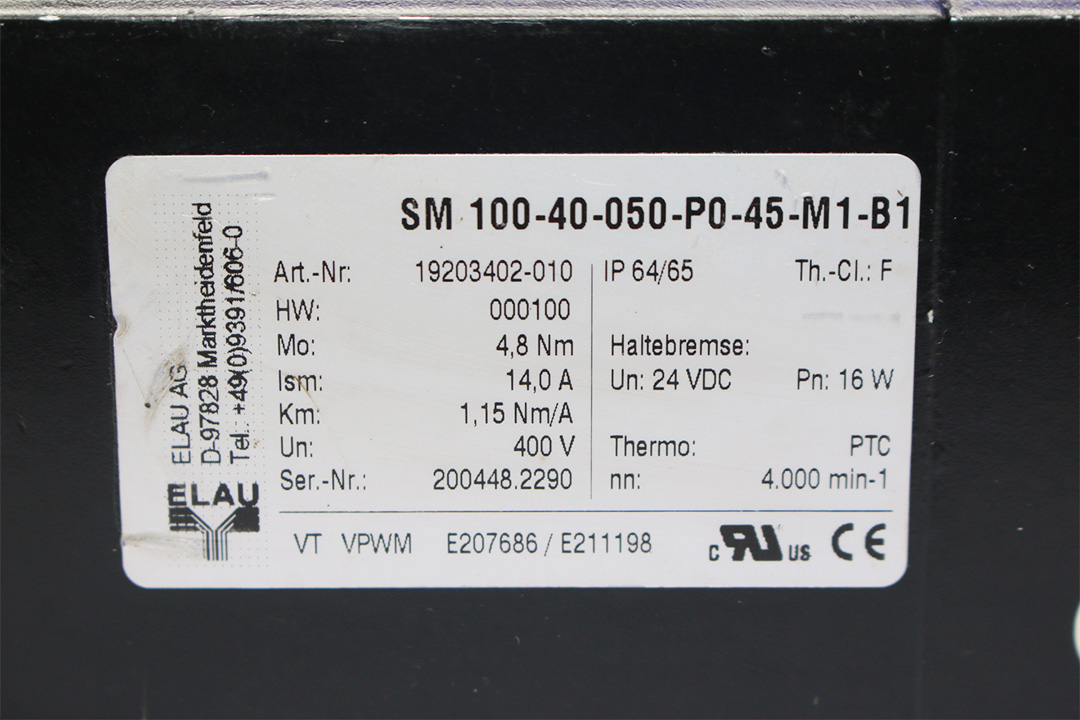 SM 100-40-050-P0-45-M1-B1
Art.-Nr: 19203402-010
HW: 000100
Mo: 4,8 Nm
Ism: 14,0 A
Km: 1,15 Nm/A
Un: 400 V
Ser.-Nr.: 200448.2290
IP 64/65 Th.-Cl.: F
Haltebremse:
Un: 24 VDC Pn: 16 W
Thermo: PTC
nn: 4.000 min-1
VT VPWM E207686 / E211198
c RU US CE
ELAU AG
D-97828 Marktheidenfeld
Tel.: +49(0)9391/606-0
ELAU